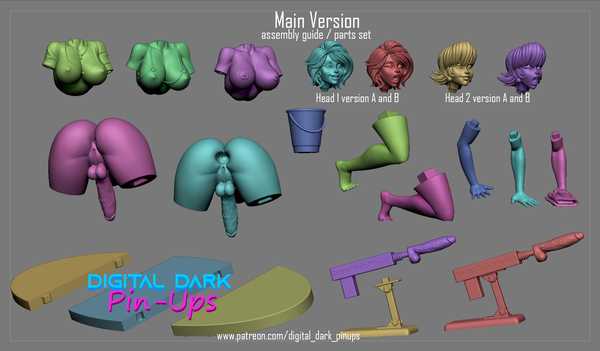 Main Version
assembly guide / parts set
Head 1 version A and B
Head 2 version A and B
DIGITAL DARK
Pin-Ups
www.patreon.com/digital_dark_pinups